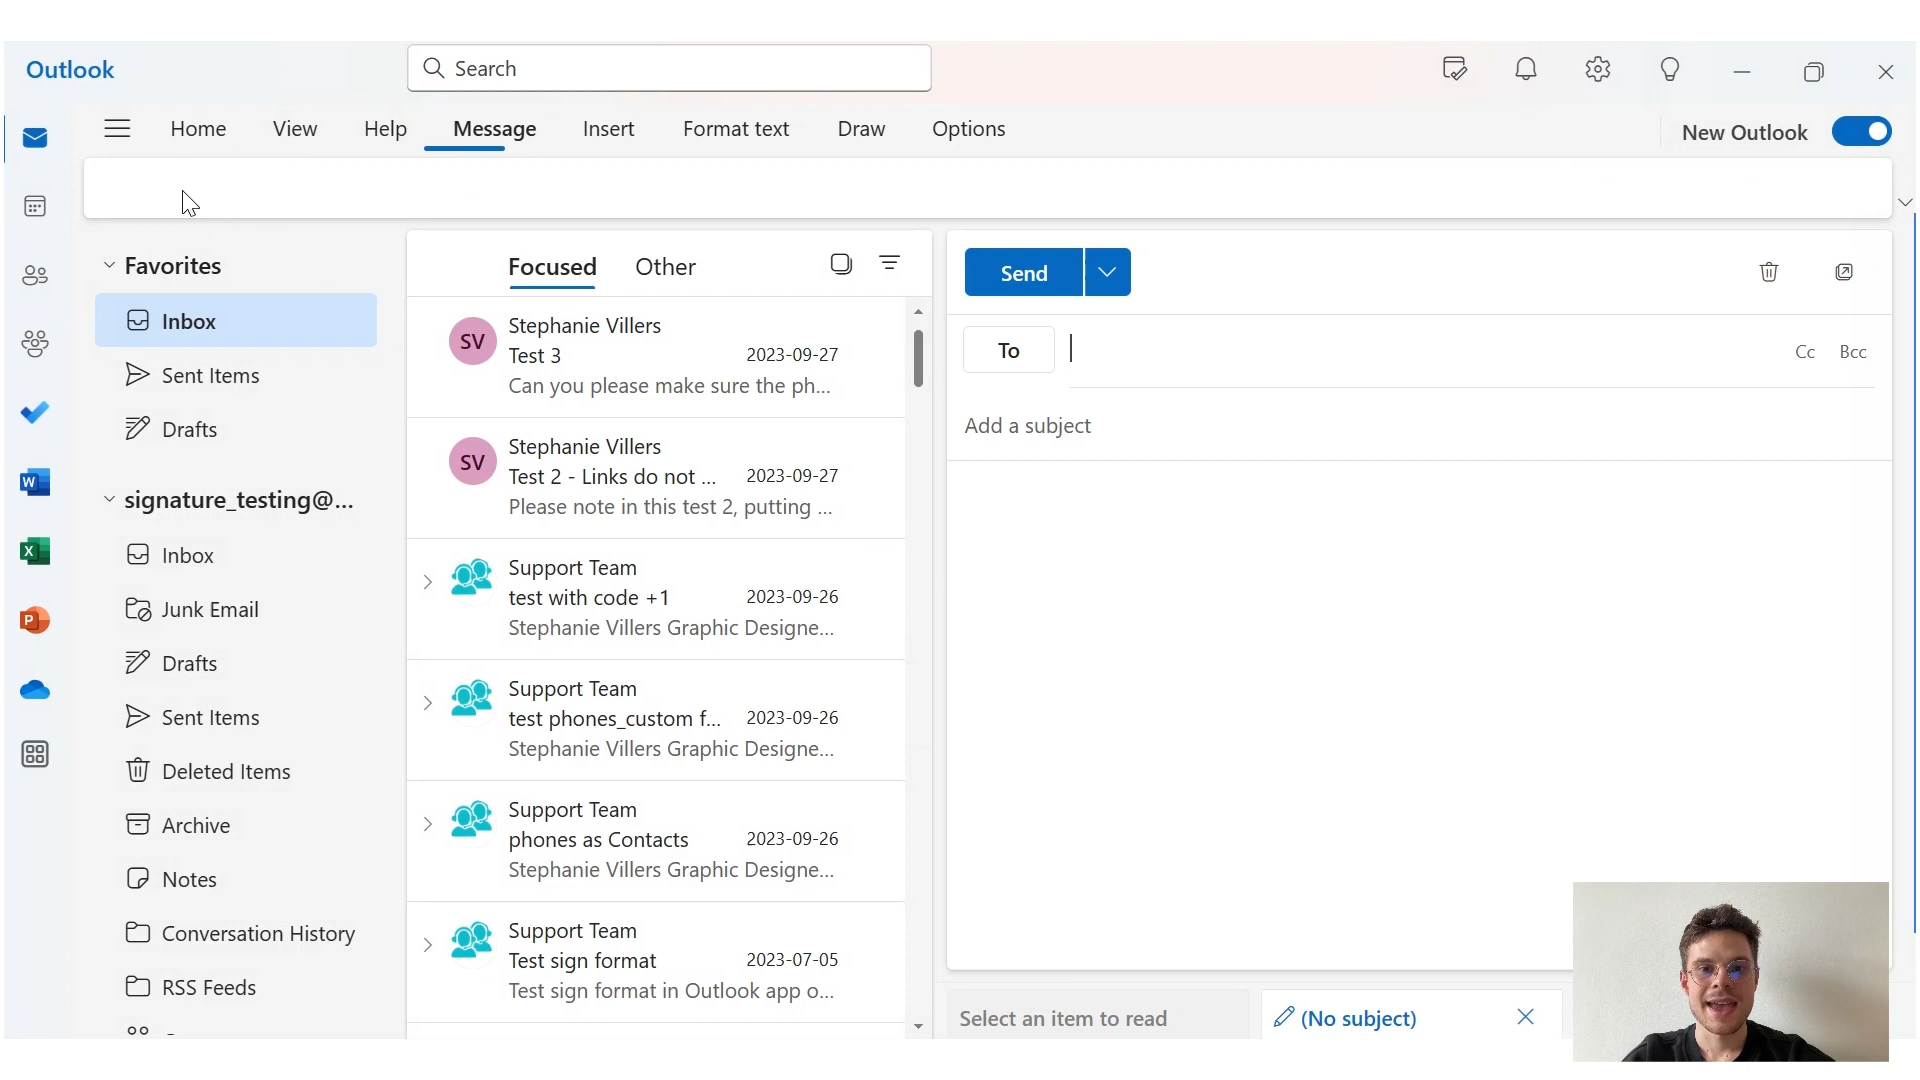 Outlook
Search
Home
View
Help
Message
Insert
Format text
Draw
Options
New Outlook
Favorites
Inbox
Sent Items
Drafts
signature_testing@...
Inbox
Junk Email
Drafts
Sent Items
Deleted Items
Archive
Notes
Conversation History
RSS Feeds
Focused
Other
SV
Stephanie Villers
Test 3
2023-09-27
Can you please make sure the ph...
SV
Stephanie Villers
Test 2 - Links do not ...
2023-09-27
Please note in this test 2, putting ...
Support Team
test with code +1
2023-09-26
Stephanie Villers Graphic Designe...
Support Team
test phones_custom f...
2023-09-26
Stephanie Villers Graphic Designe...
Support Team
phones as Contacts
2023-09-26
Stephanie Villers Graphic Designe...
Support Team
Test sign format
2023-07-05
Test sign format in Outlook app o...
Send
To
Cc
Bcc
Add a subject
Select an item to read
(No subject)
W
X
P